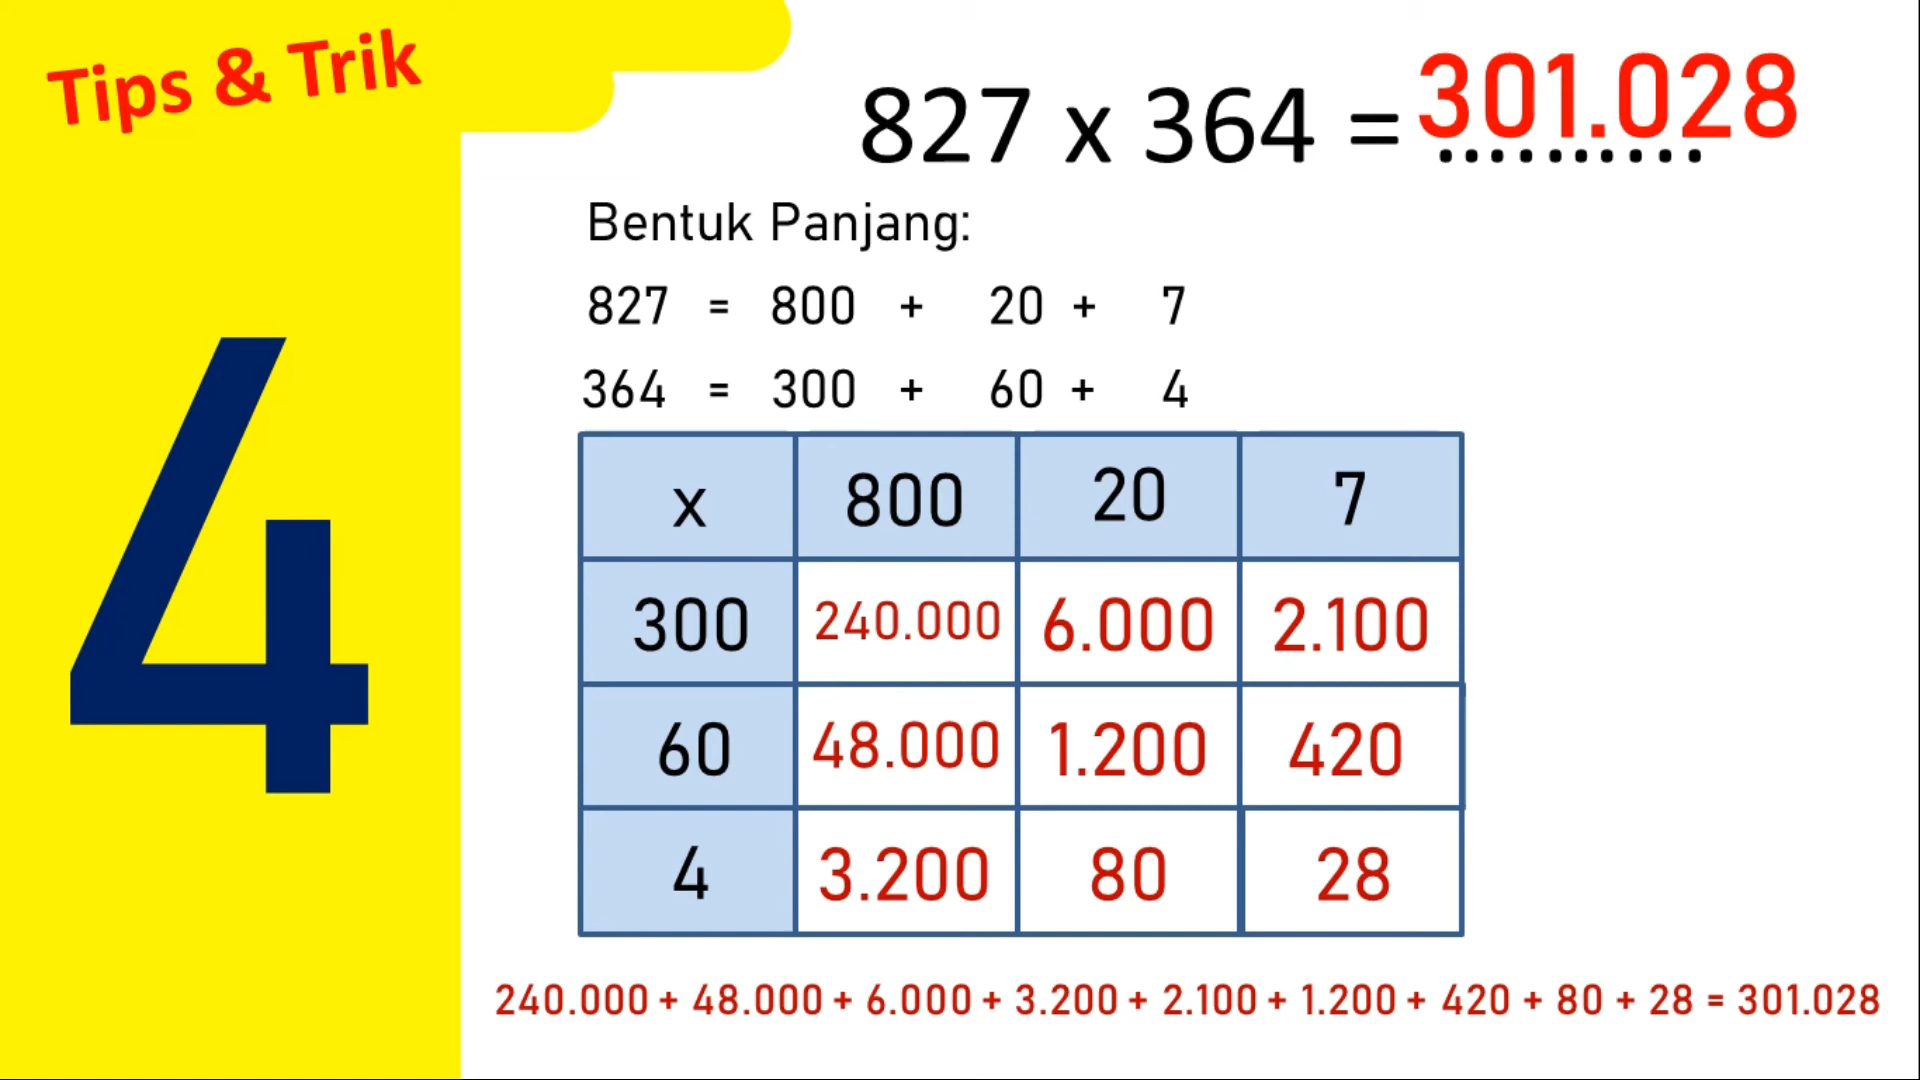 Tips & Trik
4
827 x 364 = ..........
301.028
Bentuk Panjang:
827 = 800 + 20 + 7
364 = 300 + 60 + 4
x 800 20 7
300 240.000 6.000 2.100
60 48.000 1.200 420
4 3.200 80 28
240.000 + 48.000 + 6.000 + 3.200 + 2.100 + 1.200 + 420 + 80 + 28 = 301.028